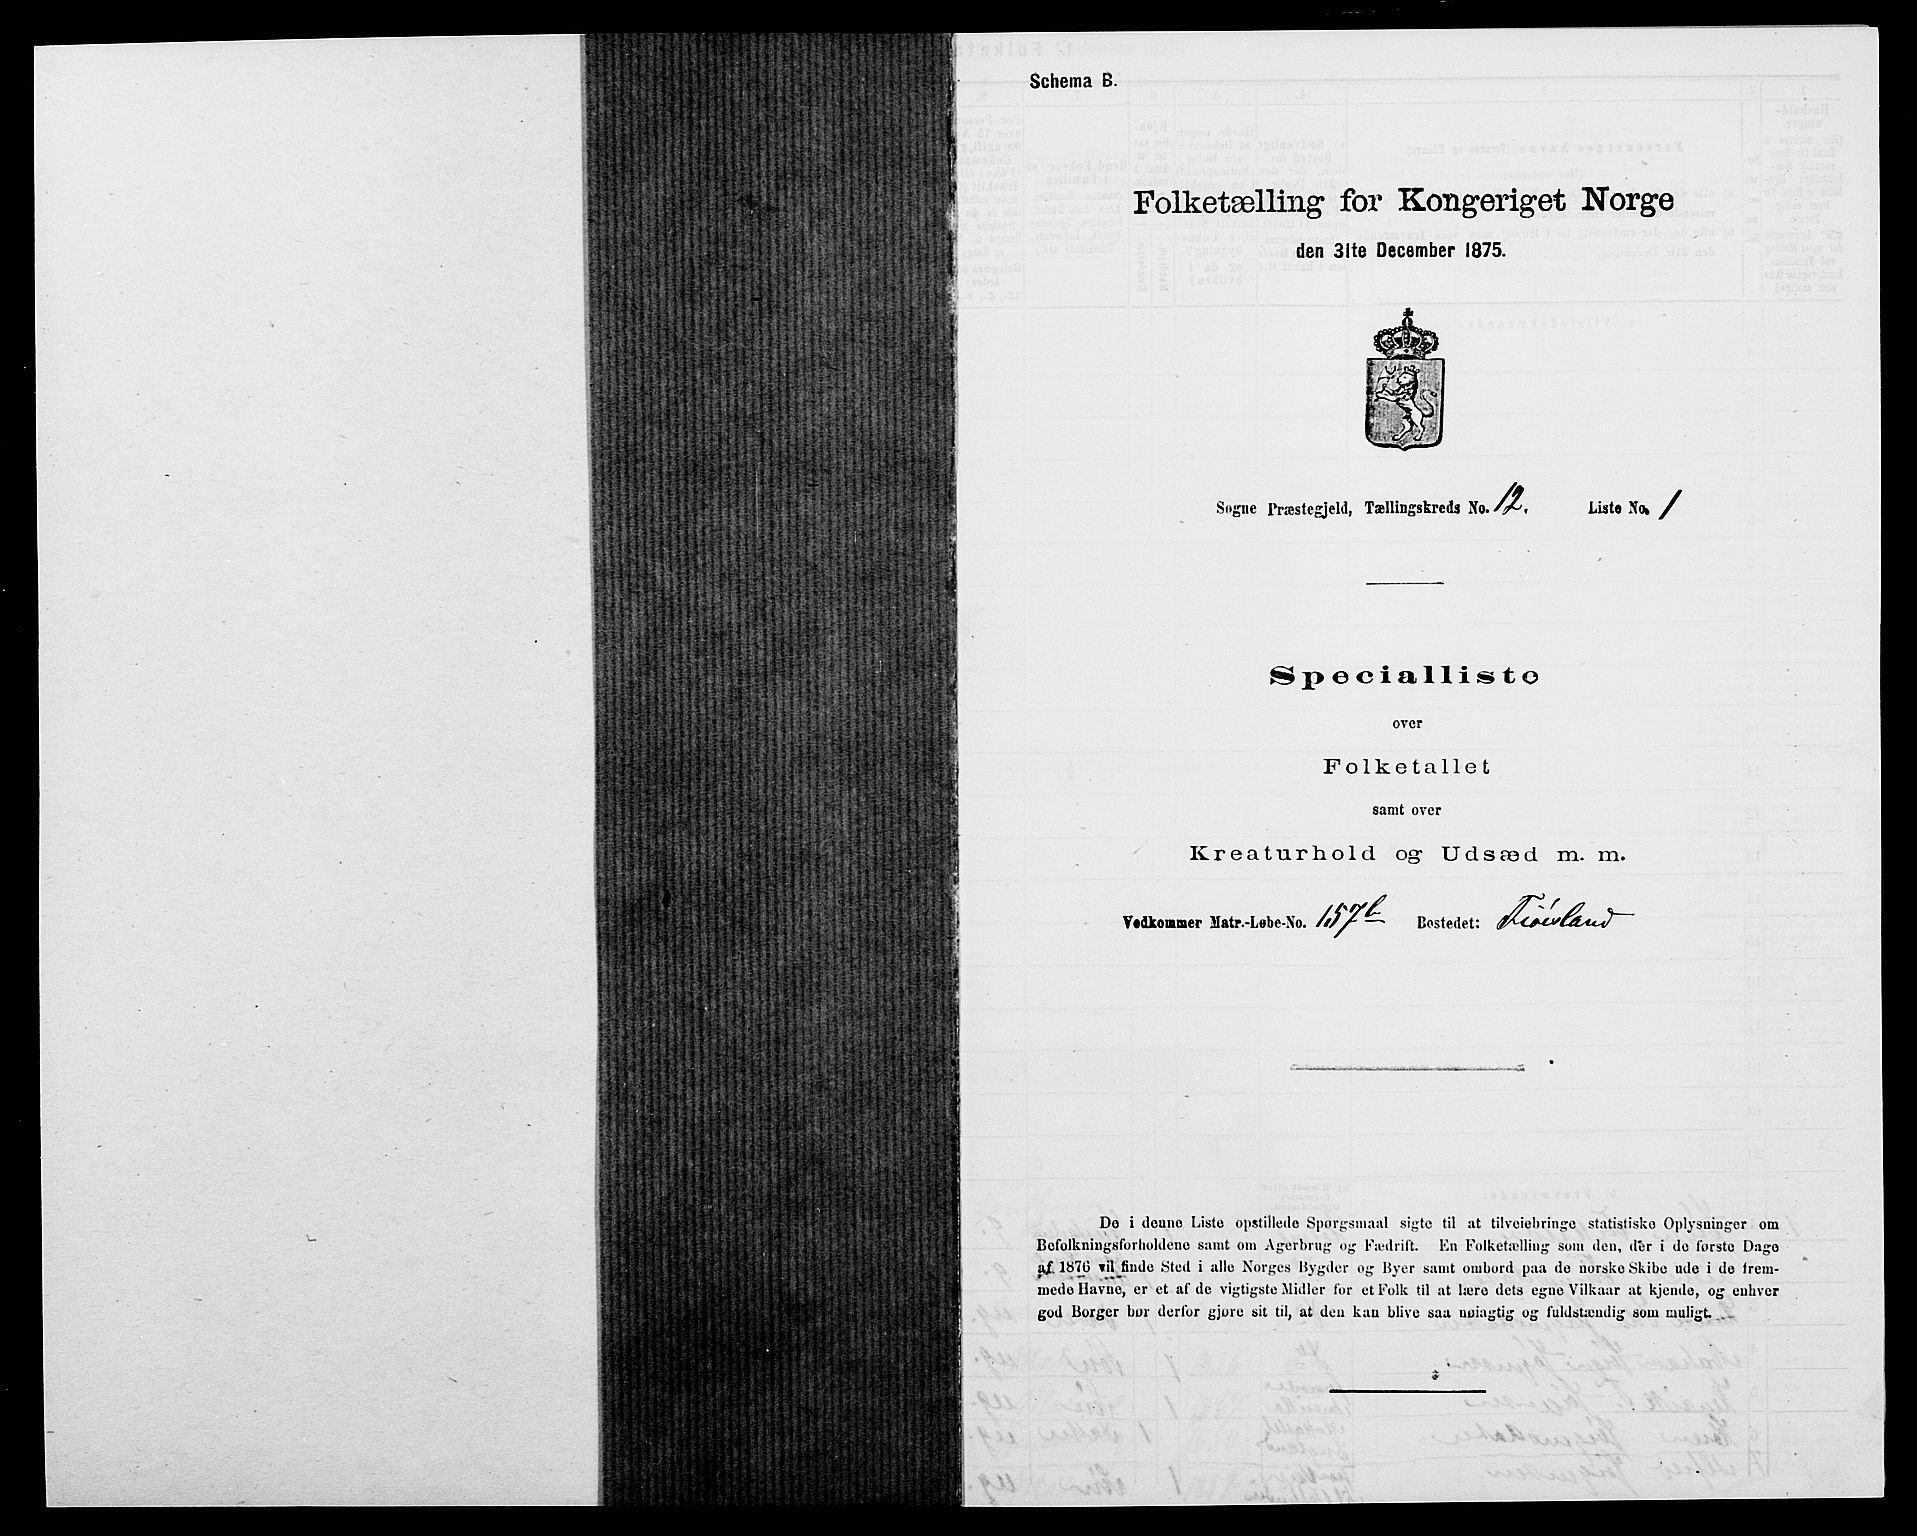 Schema B.
Folketælling for Kongeriget Norge
den 31te December 1875.
Sogne Præstegjeld, Tællingskreds No. 12. Liste No. 1
Specialliste
over
Folketallet
samt over
Kreaturhold og Udsæd m. m.
Vedkommer Matr.-Løbe-No. 157b Bostedet:
De i denne Liste opstillede Spørgsmaal sigte til at tilveiebringe statistiske Oplysninger om
Befolkningsforholdene samt om Agerbrug og Fædrift. En Folketælling som den, der i de første Dage
af 1876 vil finde Sted i alle Norges Bygder og Byer samt ombord paa de norske Skibe ude i de frem-
mede Havne, er et af de vigtigste Midler for et Folk til at lære dets egne Vilkaar at kjende, og enhver
god Borger bør derfor gjøre sit til, at den kan blive saa nøiagtig og fuldstændig som muligt.